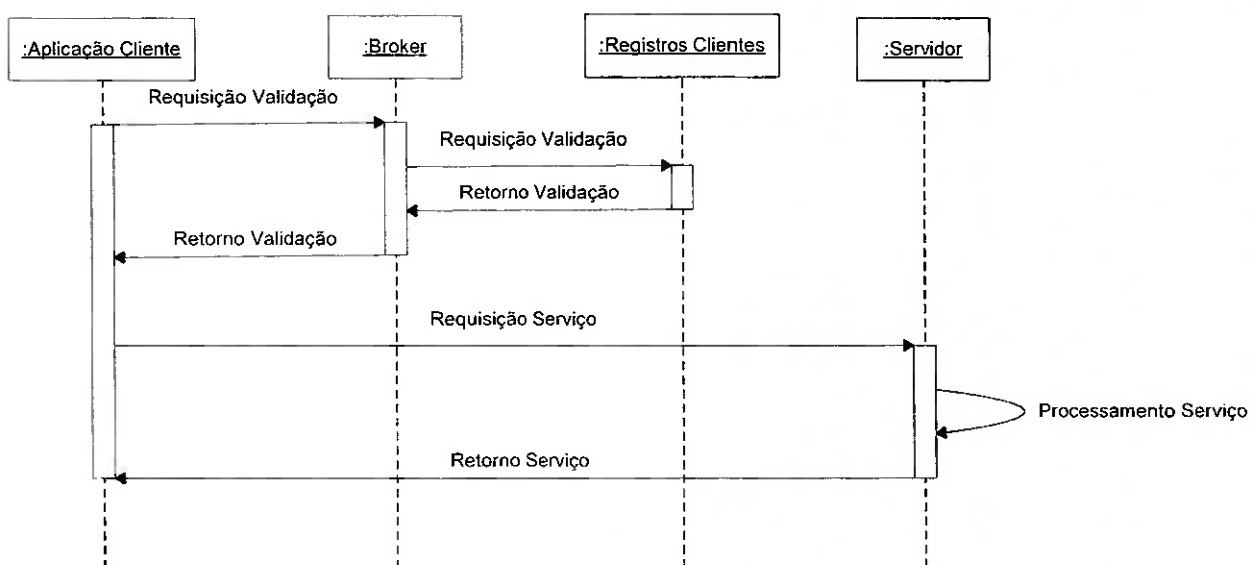 :Aplicação Cliente
:Broker
:Registros Clientes
:Servidor
Requisição Validação
Requisição Validação
Retorno Validação
Retorno Validação
Requisição Serviço
Processamento Serviço
Retorno Serviço